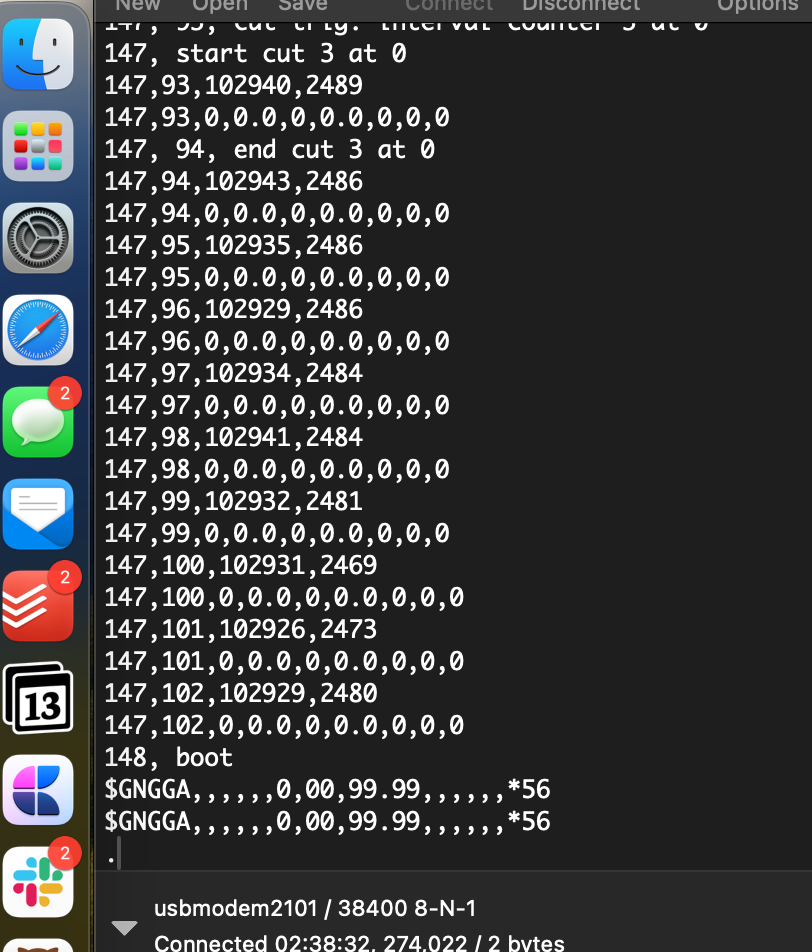 New Open Save Connect Disconnect Options
147, 93, cut trig: interval counter 3 at 0
147, start cut 3 at 0
147,93,102940,2489
147,93,0,0.0,0,0.0,0,0,0
147, 94, end cut 3 at 0
147,94,102943,2486
147,94,0,0.0,0,0.0,0,0,0
147,95,102935,2486
147,95,0,0.0,0,0.0,0,0,0
147,96,102929,2486
147,96,0,0.0,0,0.0,0,0,0
147,97,102934,2484
147,97,0,0.0,0,0.0,0,0,0
147,98,102941,2484
147,98,0,0.0,0,0.0,0,0,0
147,99,102932,2481
147,99,0,0.0,0,0.0,0,0,0
147,100,102931,2469
147,100,0,0.0,0,0.0,0,0,0
147,101,102926,2473
147,101,0,0.0,0,0.0,0,0,0
147,102,102929,2480
147,102,0,0.0,0,0.0,0,0,0
148, boot
$GNGGA,,,,,,0,00,99.99,,,,,,*56
$GNGGA,,,,,,0,00,99.99,,,,,,*56
.
usbmodem2101 / 38400 8-N-1
Connected 02:38:32, 274,022 / 2 bytes
2
2
13
2